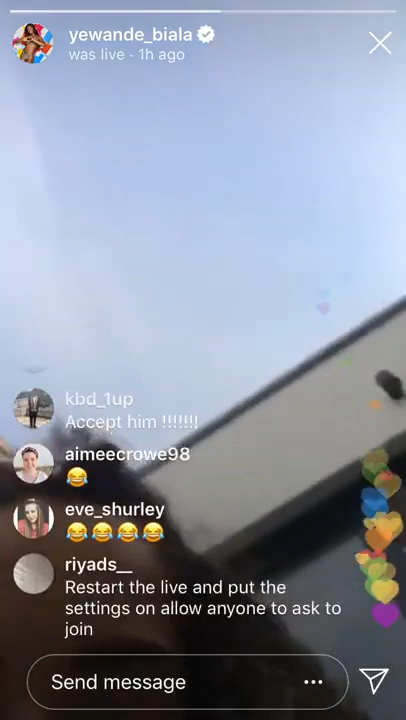 yewande_biala
was live · 1h ago
kbd_1up
Accept him !!!!!!!
aimeecrowe98
😂
eve_shurley
😂😂😂😂
riyads__
Restart the live and put the
settings on allow anyone to ask to
join
Send message